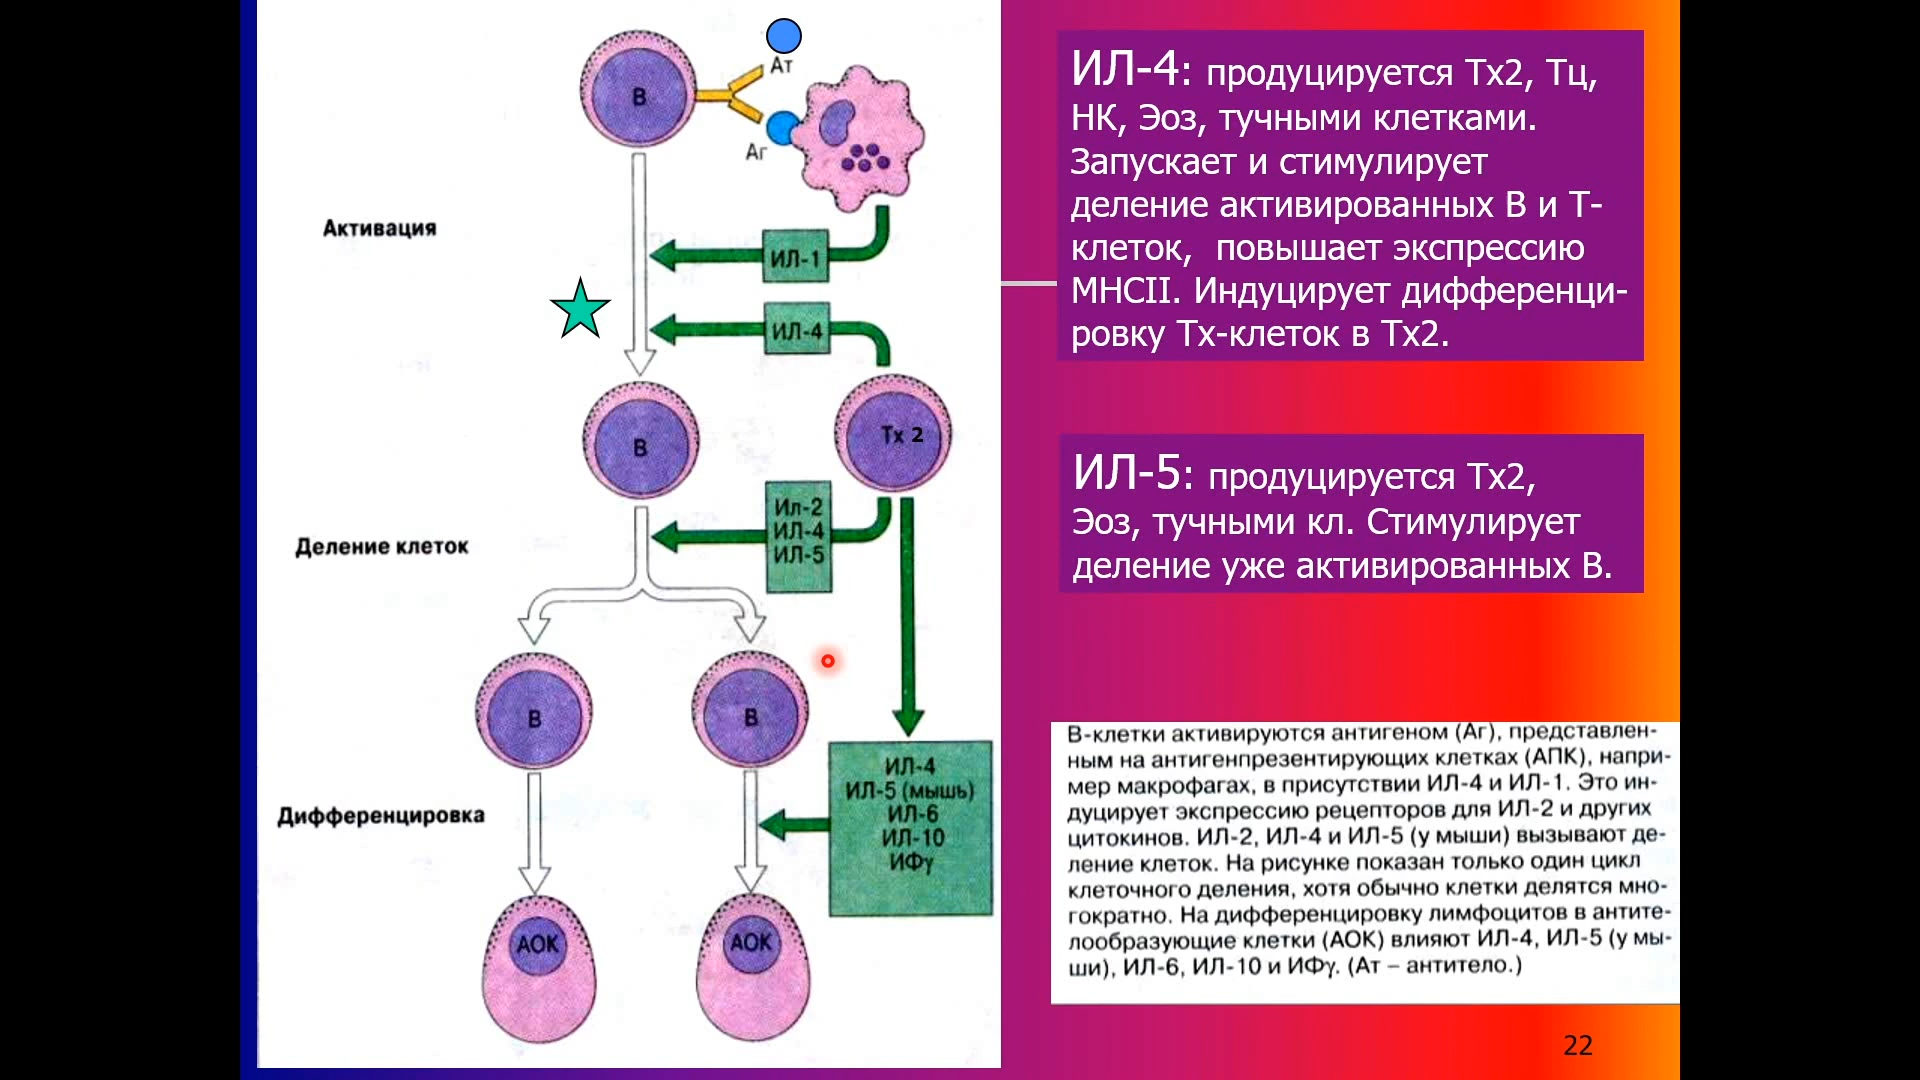 В
Ат
Аг
Активация
ИЛ-1
ИЛ-4
В
Тх 2
Деление клеток
Ил-2
ИЛ-4
ИЛ-5
В
В
Дифференцировка
ИЛ-4
ИЛ-5 (мышь)
ИЛ-6
ИЛ-10
ИФγ
АОК
АОК
ИЛ-4: продуцируется Тх2, Тц,
НК, Эоз, тучными клетками.
Запускает и стимулирует
деление активированных В и Т-
клеток, повышает экспрессию
МНСII. Индуцирует дифференци-
ровку Тх-клеток в Тх2.
ИЛ-5: продуцируется Тх2,
Эоз, тучными кл. Стимулирует
деление уже активированных В.
В-клетки активируются антигеном (Аг), представлен-
ным на антигенпрезентирующих клетках (АПК), напри-
мер макрофагах, в присутствии ИЛ-4 и ИЛ-1. Это ин-
дуцирует экспрессию рецепторов для ИЛ-2 и других
цитокинов. ИЛ-2, ИЛ-4 и ИЛ-5 (у мыши) вызывают де-
ление клеток. На рисунке показан только один цикл
клеточного деления, хотя обычно клетки делятся мно-
гократно. На дифференцировку лимфоцитов в антите-
лообразующие клетки (АОК) влияют ИЛ-4, ИЛ-5 (у мы-
ши), ИЛ-6, ИЛ-10 и ИФγ. (Ат – антитело.)
22